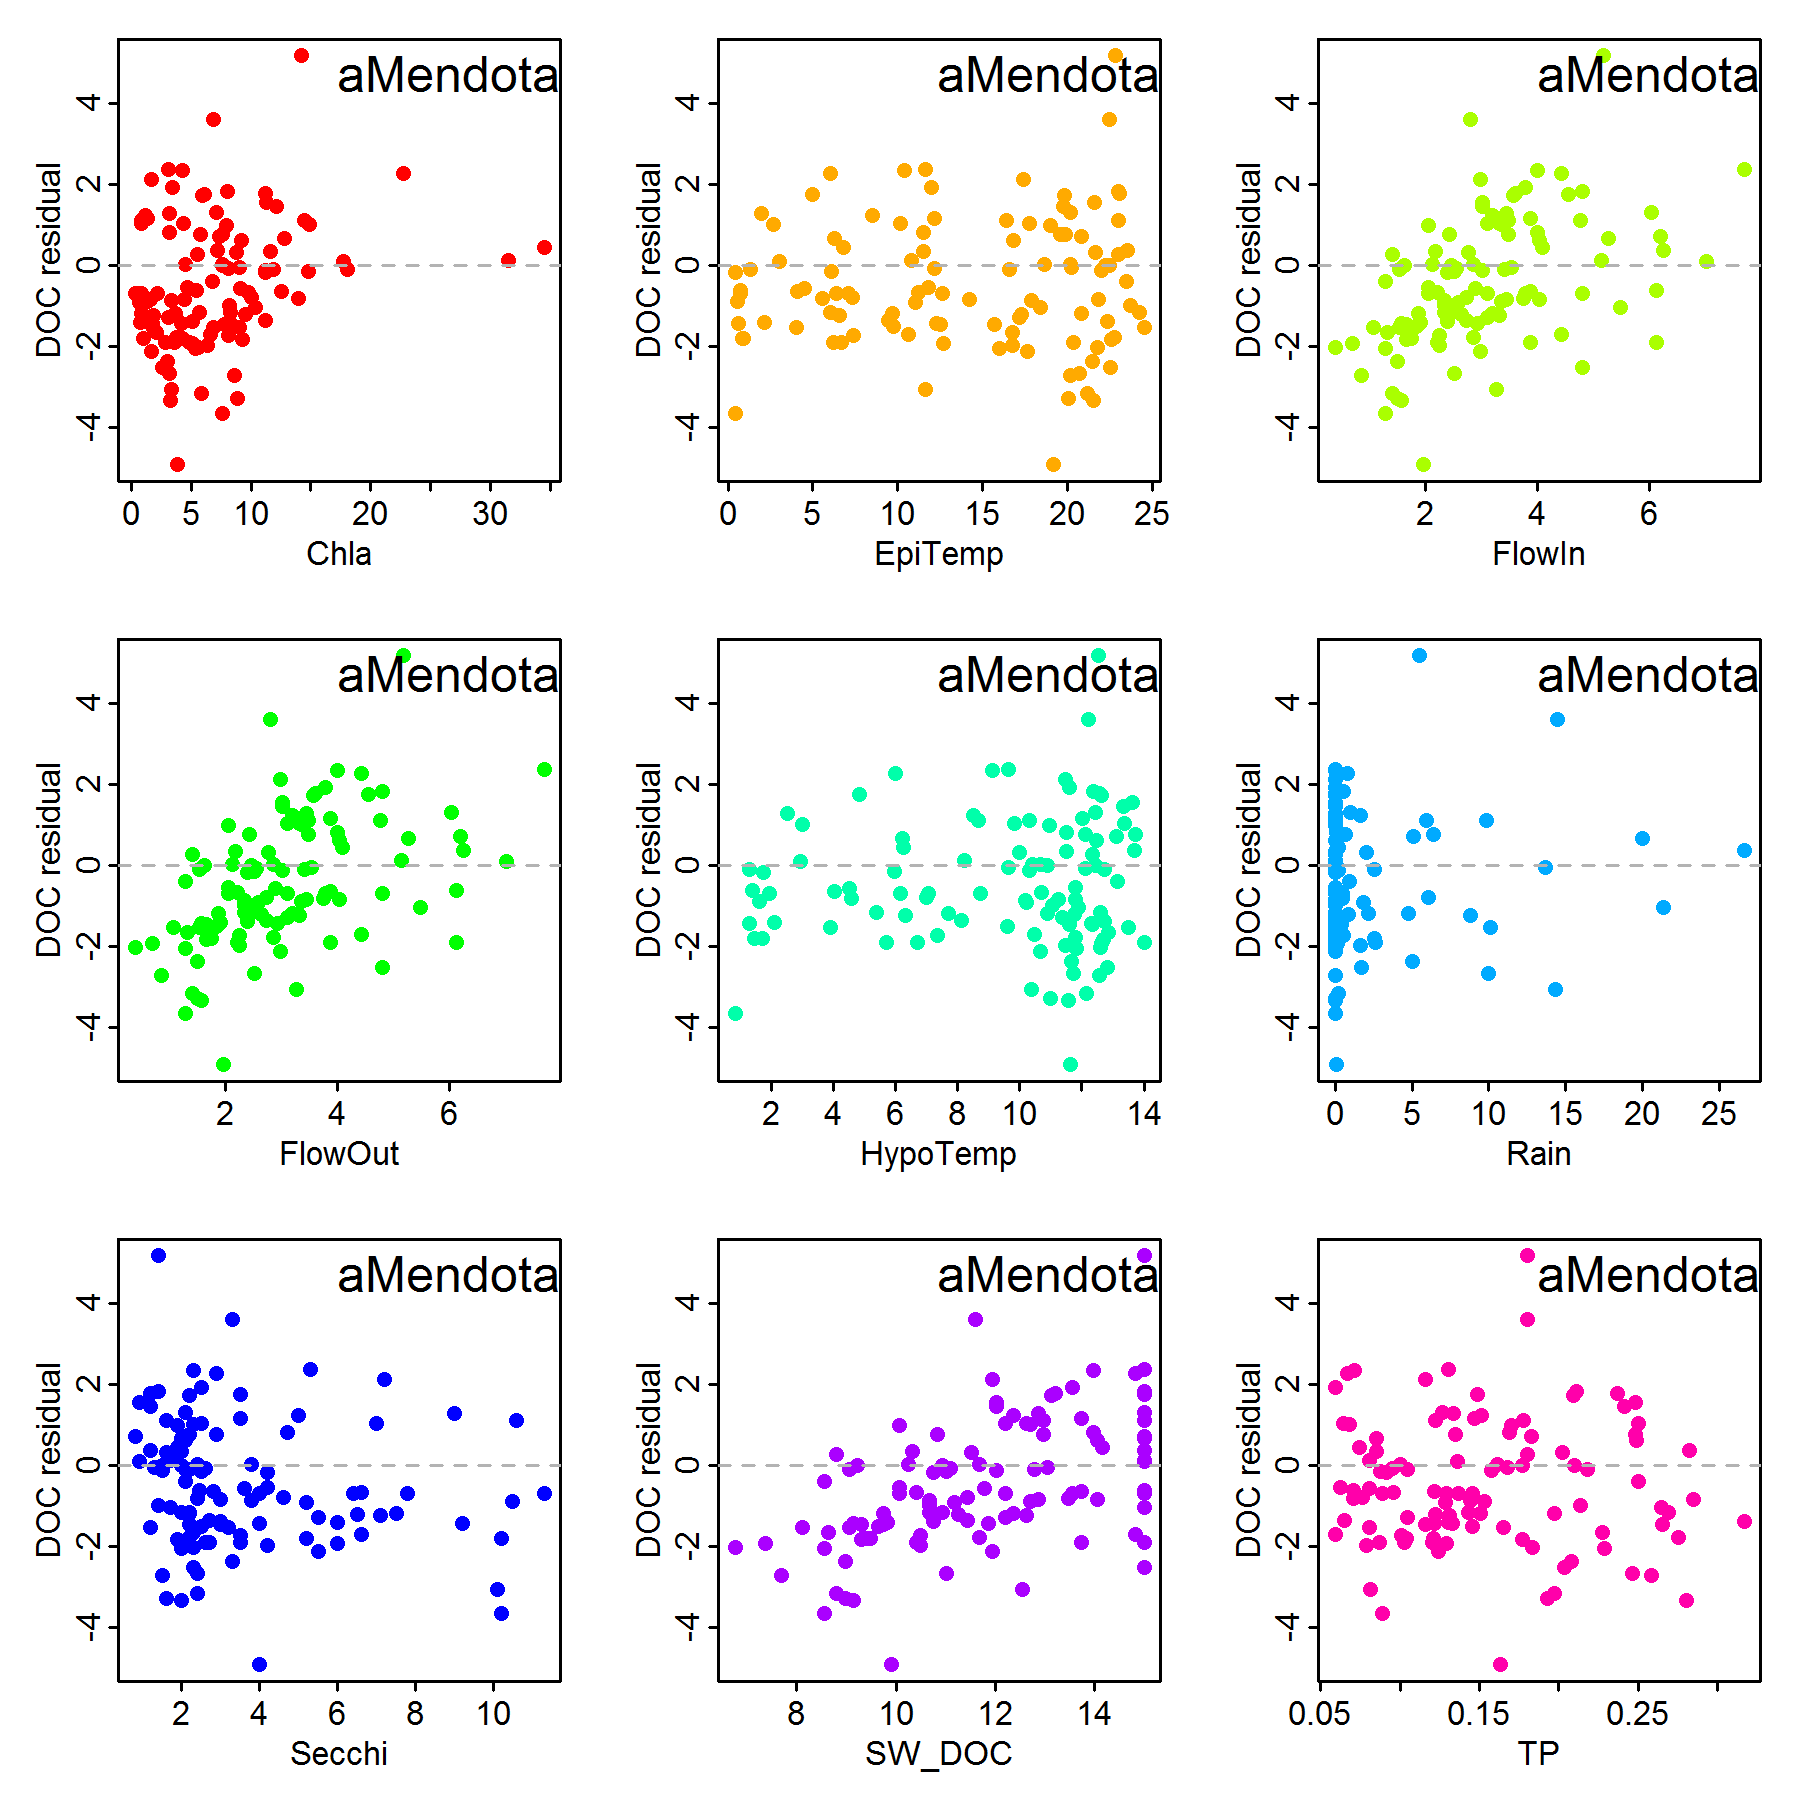 aMendota
DOC residual
4
2
0
-2
-4
0 5 10 20 30
Chla
aMendota
DOC residual
4
2
0
-2
-4
0 5 10 15 20 25
EpiTemp
aMendota
DOC residual
4
2
0
-2
-4
2 4 6
FlowIn
aMendota
DOC residual
4
2
0
-2
-4
2 4 6
FlowOut
aMendota
DOC residual
4
2
0
-2
-4
2 4 6 8 10 14
HypoTemp
aMendota
DOC residual
4
2
0
-2
-4
0 5 10 15 20 25
Rain
aMendota
DOC residual
4
2
0
-2
-4
2 4 6 8 10
Secchi
aMendota
DOC residual
4
2
0
-2
-4
8 10 12 14
SW_DOC
aMendota
DOC residual
4
2
0
-2
-4
0.05 0.15 0.25
TP